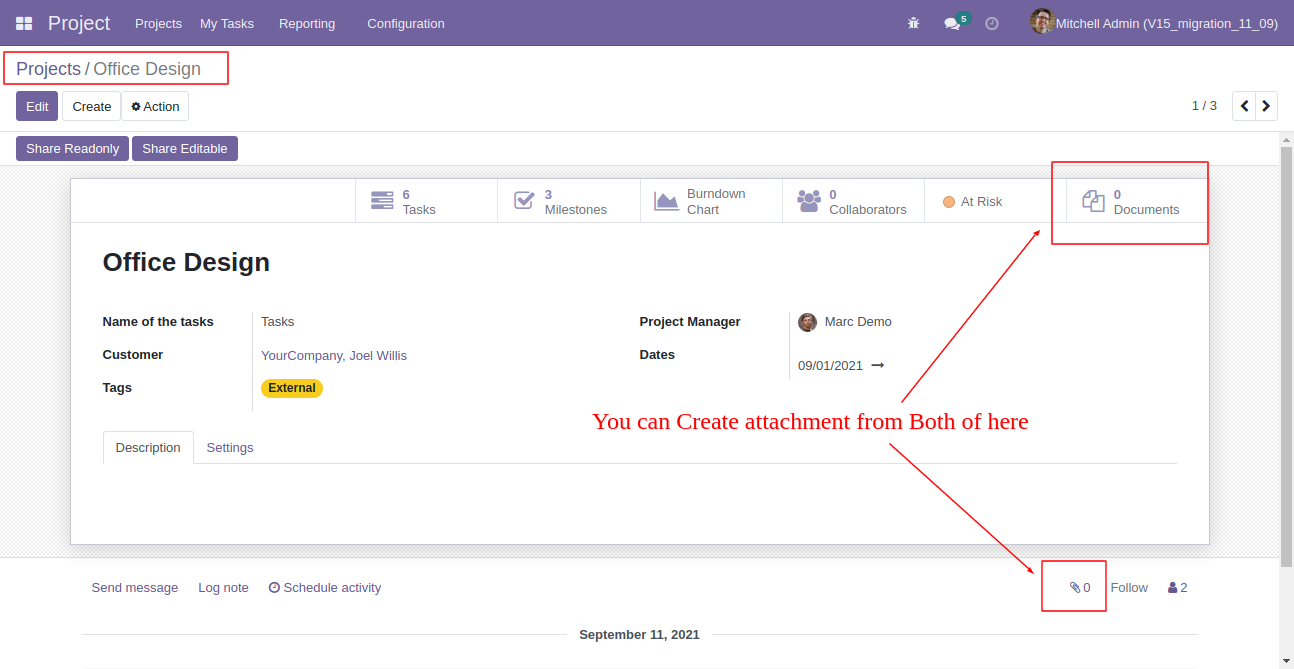 Project Projects My Tasks Reporting Configuration 5 Mitchell Admin (V15_migration_11_09)
Projects / Office Design
Edit Create Action 1 / 3
Share Readonly Share Editable
6 Tasks
3 Milestones
Burndown Chart
0 Collaborators
At Risk
0 Documents
Office Design
Name of the tasks Tasks Project Manager Marc Demo
Customer YourCompany, Joel Willis Dates
09/01/2021
Tags External
You can Create attachment from Both of here
Description Settings
Send message Log note Schedule activity 0 Follow 2
September 11, 2021